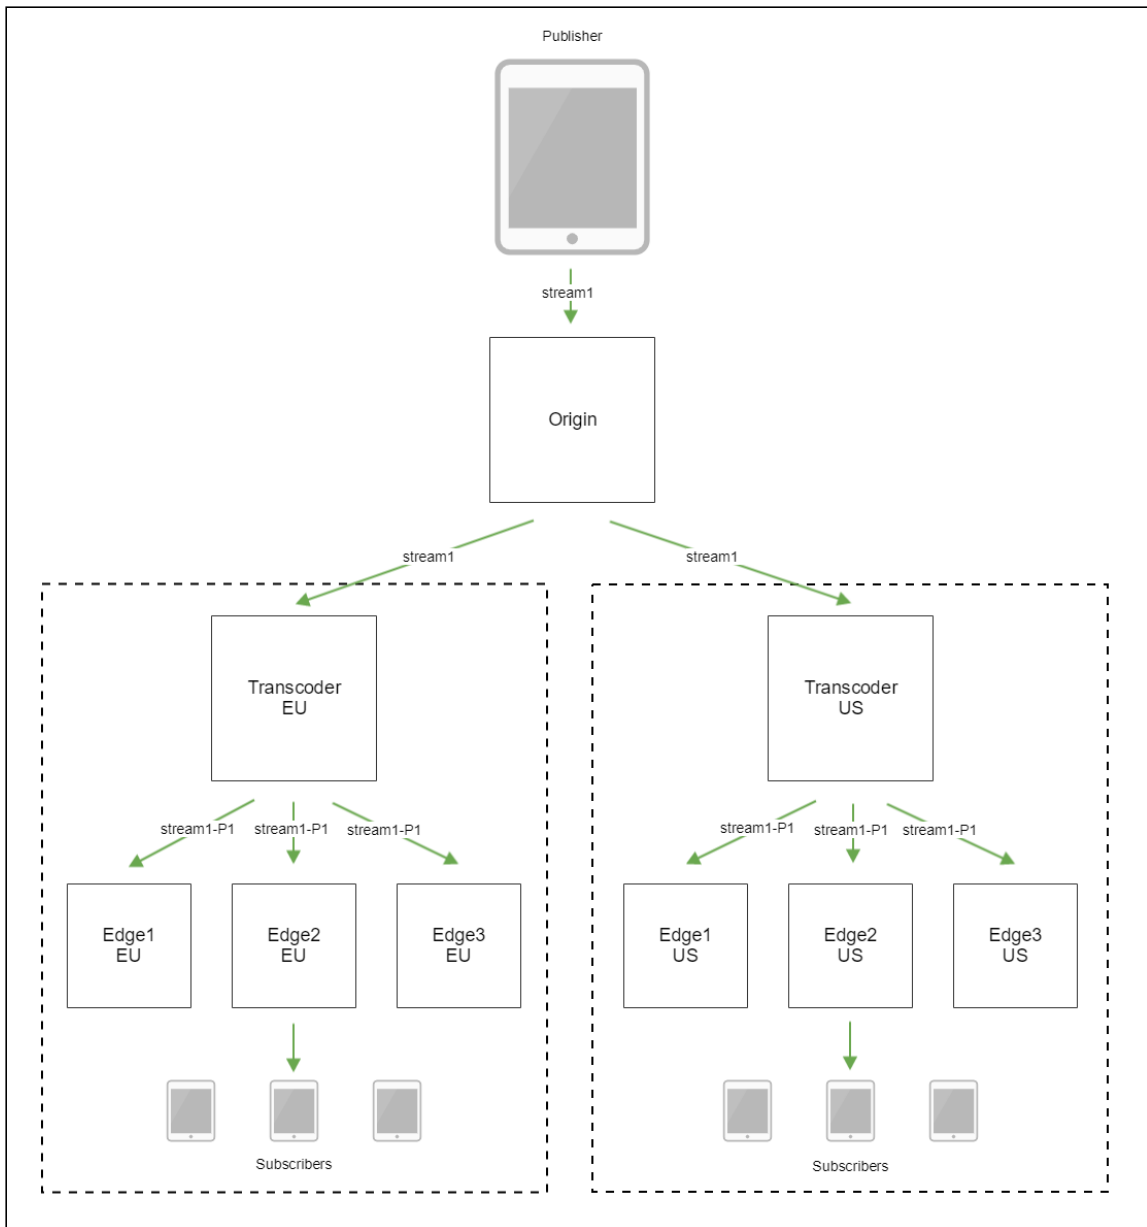 Publisher
stream1
Origin
stream1
stream1
Transcoder
EU
Transcoder
US
stream1-P1
stream1-P1
stream1-P1
stream1-P1
stream1-P1
stream1-P1
Edge1
EU
Edge2
EU
Edge3
EU
Edge1
US
Edge2
US
Edge3
US
Subscribers
Subscribers